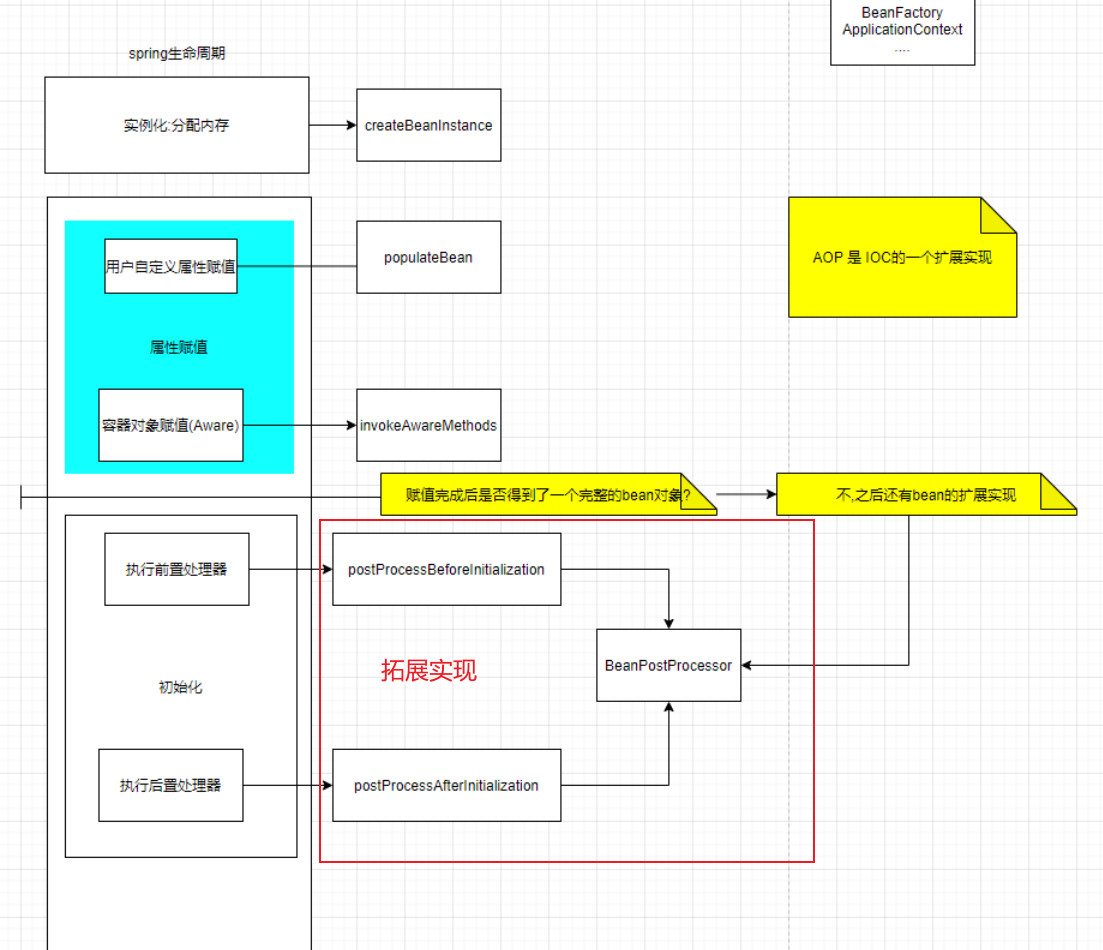 BeanFactory
ApplicationContext
....
spring生命周期
实例化:分配内存
createBeanInstance
用户自定义属性赋值
populateBean
AOP 是 IOC的一个扩展实现
属性赋值
容器对象赋值(Aware)
invokeAwareMethods
赋值完成后是否得到了一个完整的bean对象?
不,之后还有bean的扩展实现
执行前置处理器
postProcessBeforeInitialization
拓展实现
BeanPostProcessor
初始化
执行后置处理器
postProcessAfterInitialization